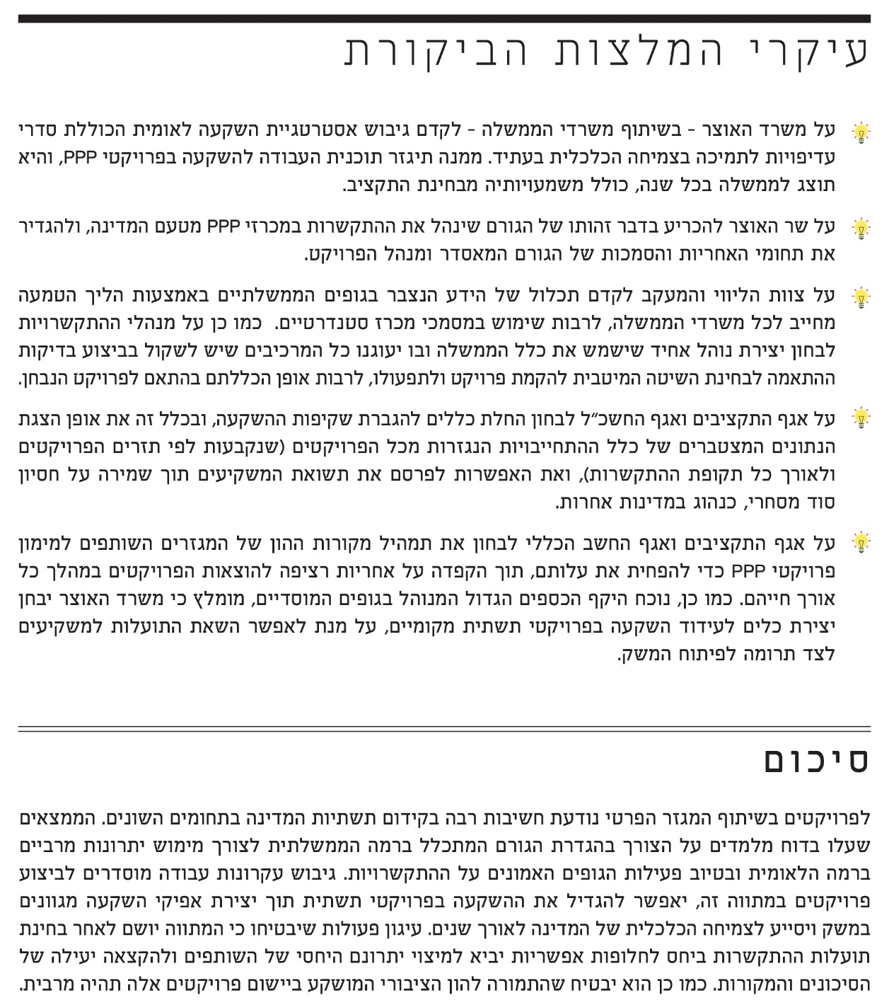 עיקרי המלצות הביקורת
על משרד האוצר - בשיתוף משרדי הממשלה - לקדם גיבוש אסטרטגיית השקעה לאומית הכוללת סדרי
עדיפויות לתמיכה בצמיחה הכלכלית בעתיד. ממנה תיגזר תוכנית העבודה להשקעה בפרויקטי PPP, והיא
תוצג לממשלה בכל שנה, כולל משמעויותיה מבחינת התקציב.
על שר האוצר להכריע בדבר זהותו של הגורם שינהל את ההתקשרות במכרזי PPP מטעם המדינה, ולהגדיר
את תחומי האחריות והסמכות של הגורם המאסדר ומנהל הפרויקט.
על צוות הליווי והמעקב לקדם תכלול של הידע הנצבר בגופים הממשלתיים באמצעות הליך הטמעה
מחייב לכל משרדי הממשלה, לרבות שימוש במסמכי מכרז סטנדרטיים. כמו כן על מנהלי ההתקשרויות
לבחון יצירת נוהל אחיד שישמש את כלל הממשלה ובו יעוגנו כל המרכיבים שיש לשקול בביצוע בדיקות
ההתאמה לבחינת השיטה המיטבית להקמת פרויקט ולתפעולו, לרבות אופן הכללתם בהתאם לפרויקט הנבחן.
על אגף התקציבים ואגף החשכ״ל לבחון החלת כללים להגברת שקיפות ההשקעה, ובכלל זה את אופן הצגת
הנתונים המצטברים של כלל ההתחייבויות הנגזרות מכל הפרויקטים (שנקבעות לפי תזרים הפרויקטים
ולאורך כל תקופת ההתקשרות), ואת האפשרות לפרסם את תשואת המשקיעים תוך שמירה על חסיון
סוד מסחרי, כנהוג במדינות אחרות.
על אגף התקציבים ואגף החשב הכללי לבחון את תמהיל מקורות ההון של המגזרים השותפים למימון
פרויקטי PPP כדי להפחית את עלותם, תוך הקפדה על אחריות רציפה להוצאות הפרויקטים במהלך כל
אורך חייהם. כמו כן, נוכח היקף הכספים הגדול המנוהל בגופים המוסדיים, מומלץ כי משרד האוצר יבחן
יצירת כלים לעידוד השקעה בפרויקטי תשתית מקומיים, על מנת לאפשר השאת התועלות למשקיעים
לצד תרומה לפיתוח המשק.
סיכום
לפרויקטים בשיתוף המגזר הפרטי נודעת חשיבות רבה בקידום תשתיות המדינה בתחומים השונים. הממצאים
שעלו בדוח מלמדים על הצורך בהגדרת הגורם המתכלל ברמה הממשלתית לצורך מימוש יתרונות מרביים
ברמה הלאומית ובטיוב פעילות הגופים האמונים על ההתקשרויות. גיבוש עקרונות עבודה מוסדרים לביצוע
פרויקטים במתווה זה, יאפשר להגדיל את ההשקעה בפרויקטי תשתית תוך יצירת אפיקי השקעה מגוונים
במשק ויסייע לצמיחה הכלכלית של המדינה לאורך שנים. עיגון פעולות שיבטיחו כי המתווה יושם לאחר בחינת
תועלות ההתקשרות ביחס לחלופות אפשריות יביא למיצוי יתרונם היחסי של השותפים ולהקצאה יעילה של
הסיכונים והמקורות. כמו כן הוא יבטיח שהתמורה להון הציבורי המושקע ביישום פרויקטים אלה תהיה מרבית.